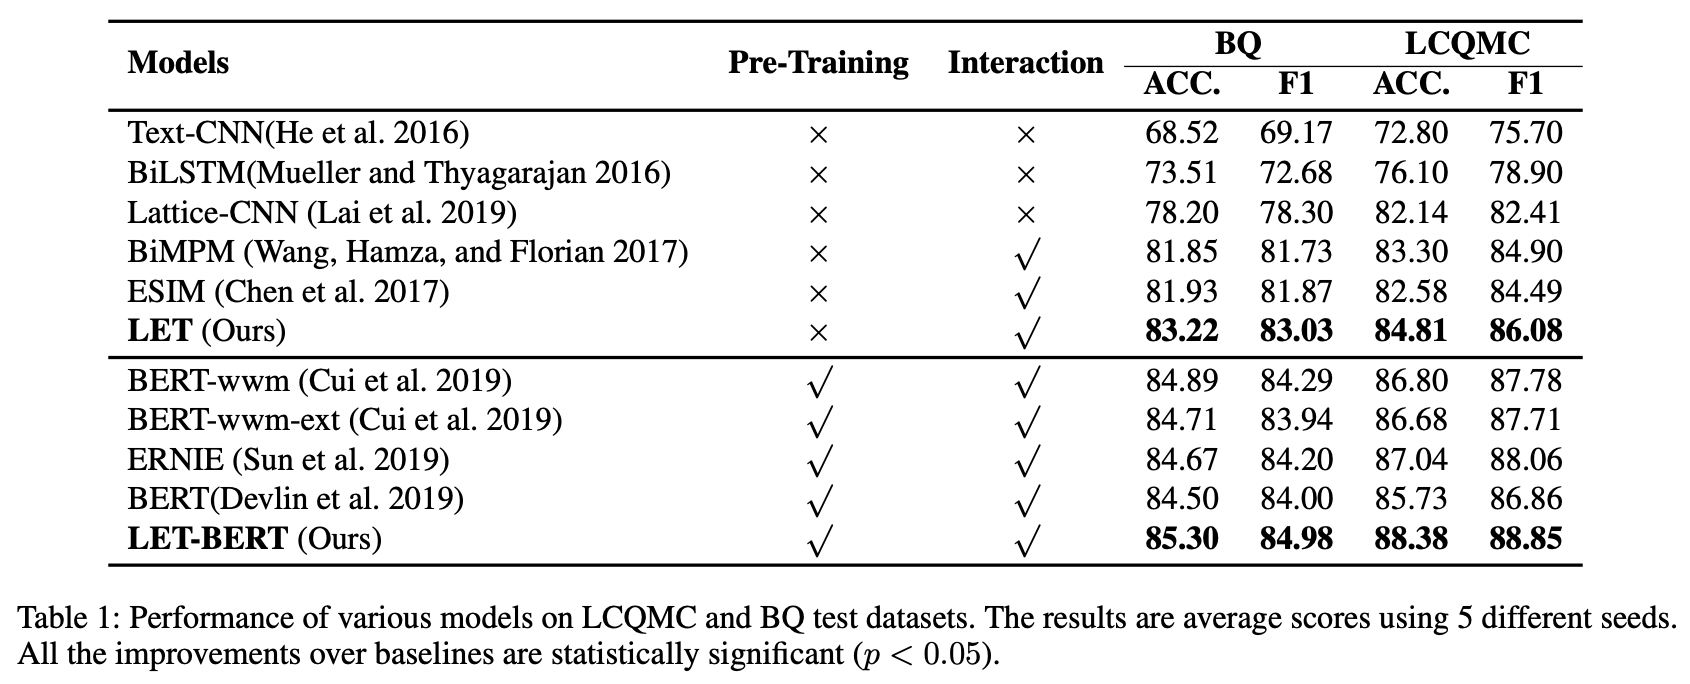 Models Pre-Training Interaction BQ LCQMC
ACC. F1 ACC. F1
Text-CNN(He et al. 2016) × × 68.52 69.17 72.80 75.70
BiLSTM(Mueller and Thyagarajan 2016) × × 73.51 72.68 76.10 78.90
Lattice-CNN (Lai et al. 2019) × × 78.20 78.30 82.14 82.41
BiMPM (Wang, Hamza, and Florian 2017) × √ 81.85 81.73 83.30 84.90
ESIM (Chen et al. 2017) × √ 81.93 81.87 82.58 84.49
LET (Ours) × √ 83.22 83.03 84.81 86.08
BERT-wwm (Cui et al. 2019) √ √ 84.89 84.29 86.80 87.78
BERT-wwm-ext (Cui et al. 2019) √ √ 84.71 83.94 86.68 87.71
ERNIE (Sun et al. 2019) √ √ 84.67 84.20 87.04 88.06
BERT(Devlin et al. 2019) √ √ 84.50 84.00 85.73 86.86
LET-BERT (Ours) √ √ 85.30 84.98 88.38 88.85
Table 1: Performance of various models on LCQMC and BQ test datasets. The results are average scores using 5 different seeds.
All the improvements over baselines are statistically significant (p < 0.05).